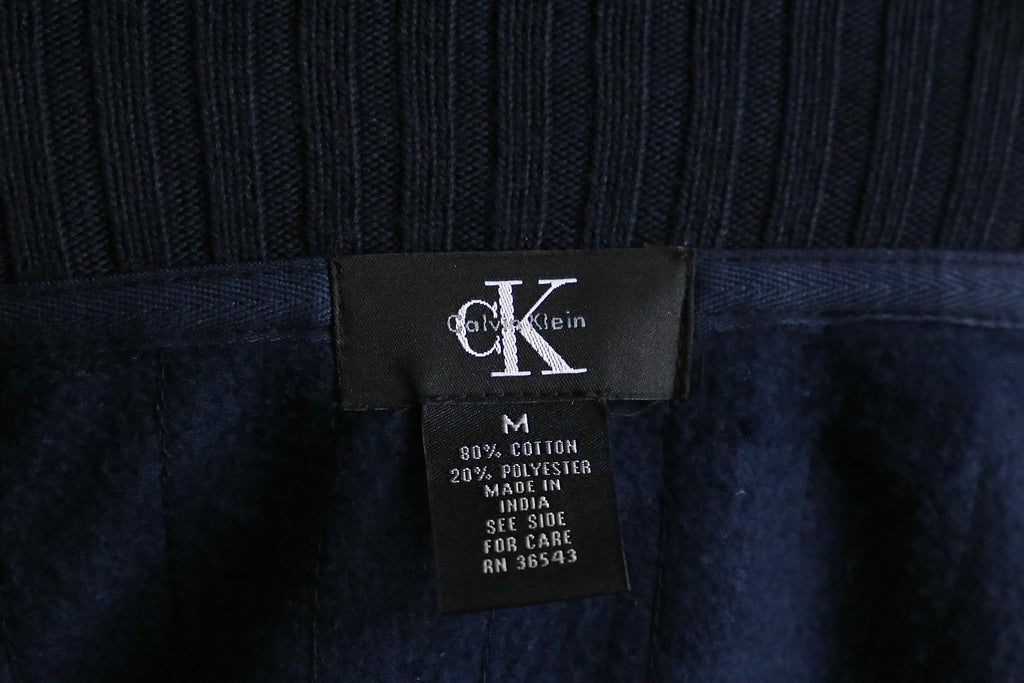 CK
Calvin Klein
M
80% COTTON
20% POLYESTER
MADE IN
INDIA
SEE SIDE
FOR CARE
RN 36543